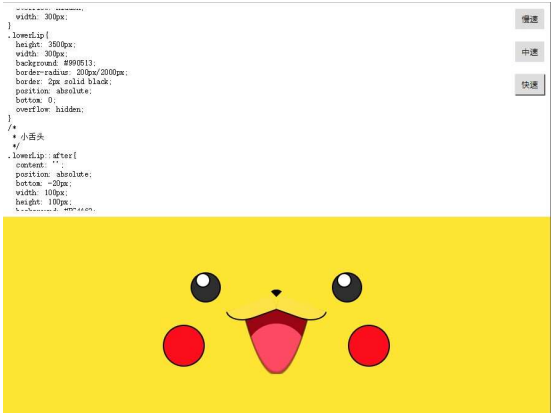 overflow: hidden;
width: 300px;
}
.lowerLip{
height: 3500px;
width: 300px;
background: #990513;
border-radius: 200px/2000px;
border: 2px solid black;
position: absolute;
bottom: 0;
overflow: hidden;
}
/*
* 小舌头
*/
.lowerLip::after{
content: '';
position: absolute;
bottom: -20px;
width: 100px;
height: 100px;
慢速
中速
快速